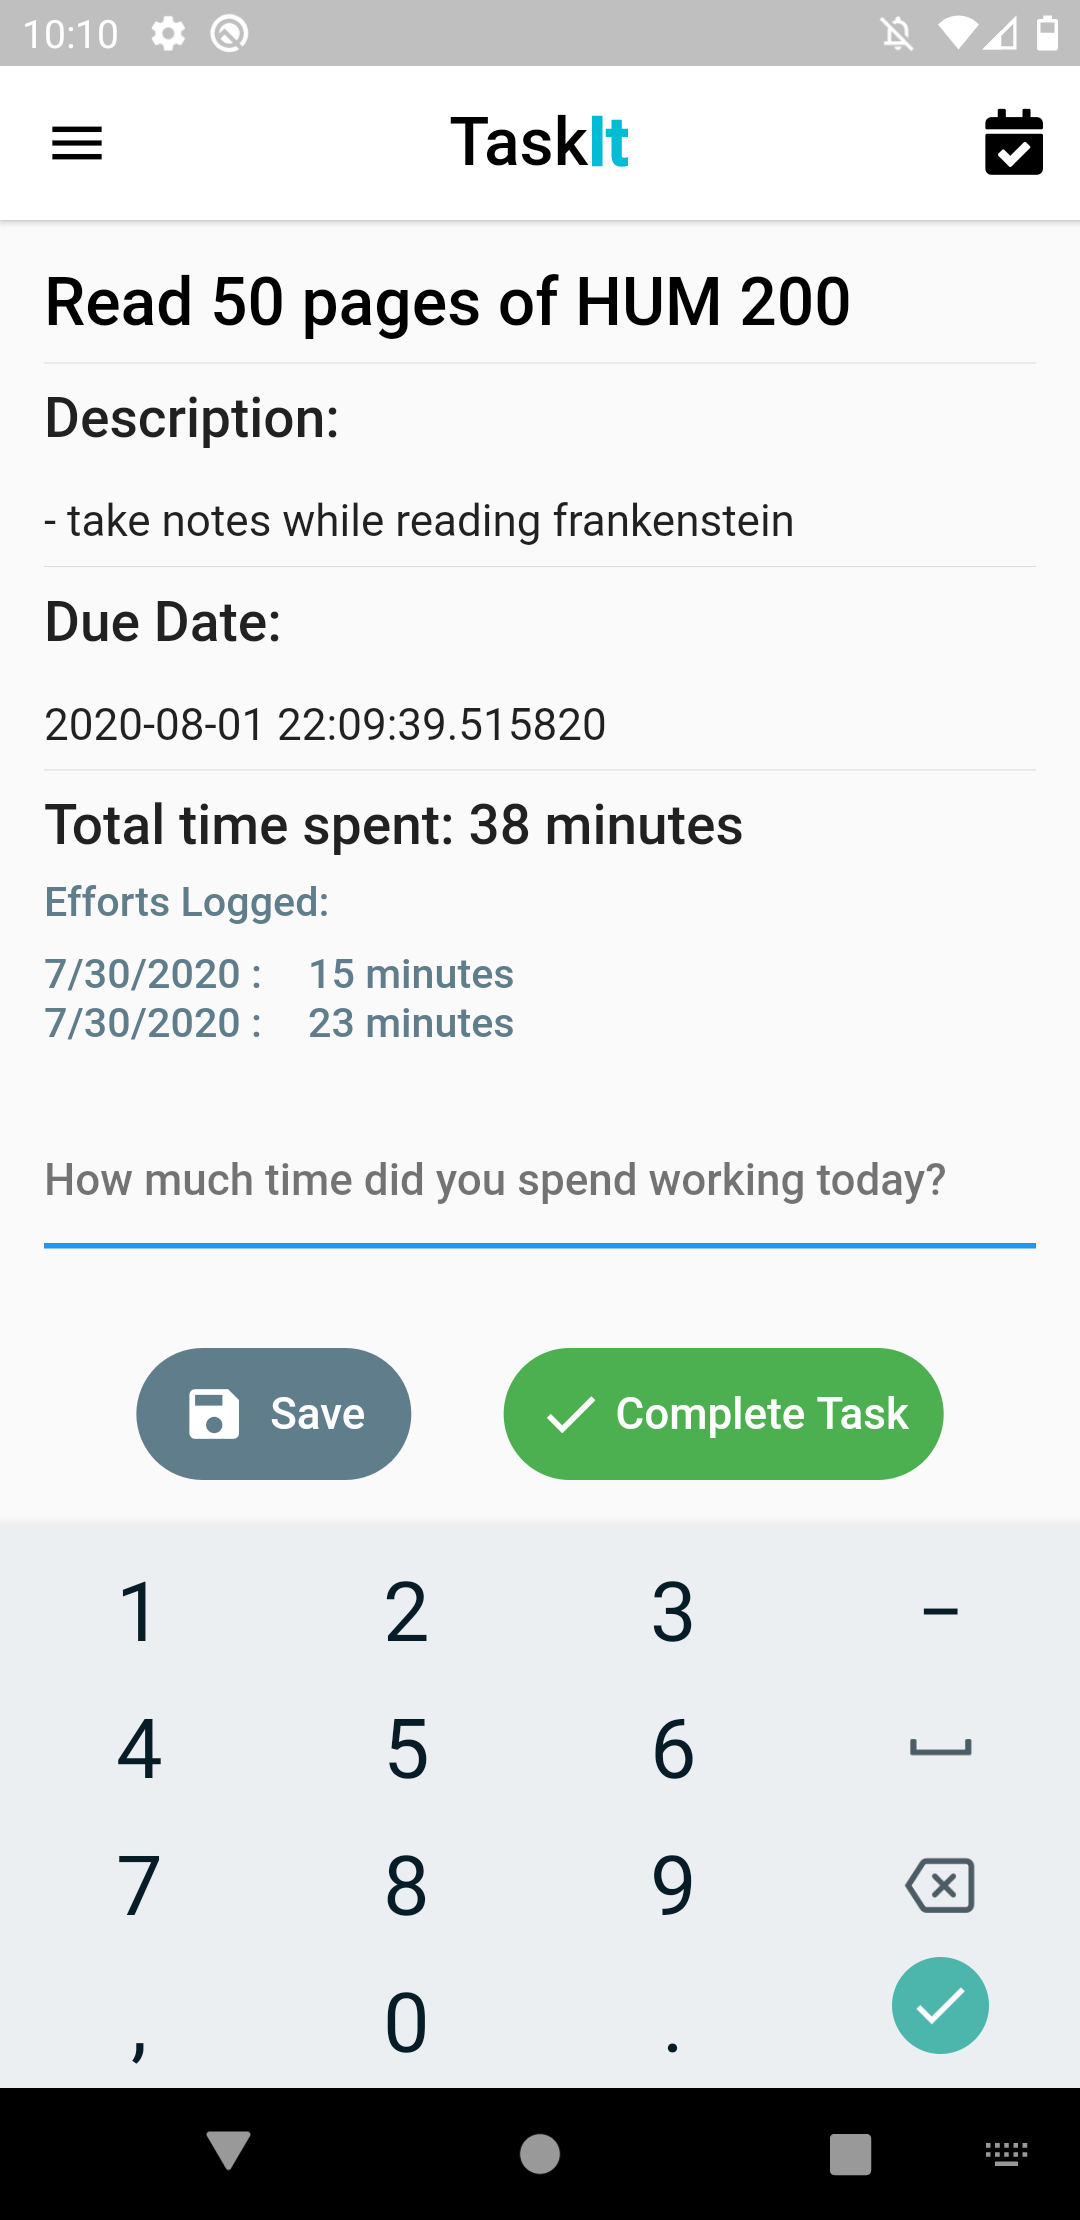 10:10
TaskIt
Read 50 pages of HUM 200
Description:
- take notes while reading frankenstein
Due Date:
2020-08-01 22:09:39.515820
Total time spent: 38 minutes
Efforts Logged:
7/30/2020 : 15 minutes
7/30/2020 : 23 minutes
How much time did you spend working today?
Save Complete Task
1 2 3 –
4 5 6
7 8 9
, 0 .